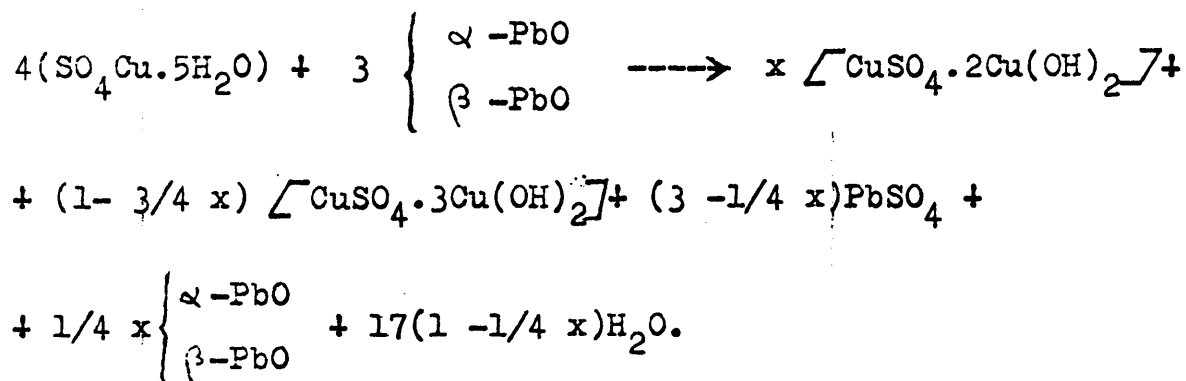 4(SO4Cu.5H2O) + 3 { α -PbO
β -PbO ----> x [CuSO4.2Cu(OH)2]+
+ (1- 3/4 x) [CuSO4.3Cu(OH)2]+ (3 -1/4 x)PbSO4 +
+ 1/4 x { α -PbO
β-PbO + 17(1 -1/4 x)H2O.